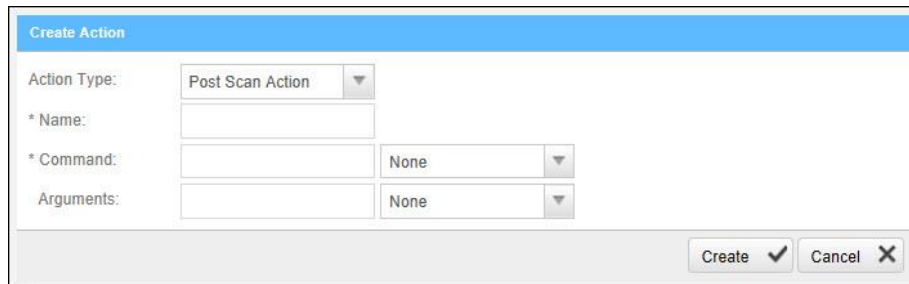 Create Action
Action Type: Post Scan Action
* Name:
* Command: None
Arguments: None
Create Cancel